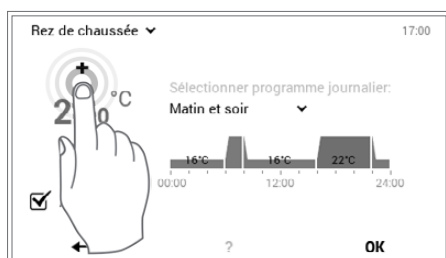 Rez de chaussée
17:00
+
°C
Sélectionner programme journalier:
Matin et soir
16°C 16°C 22°C
00:00 12:00 24:00
?
OK